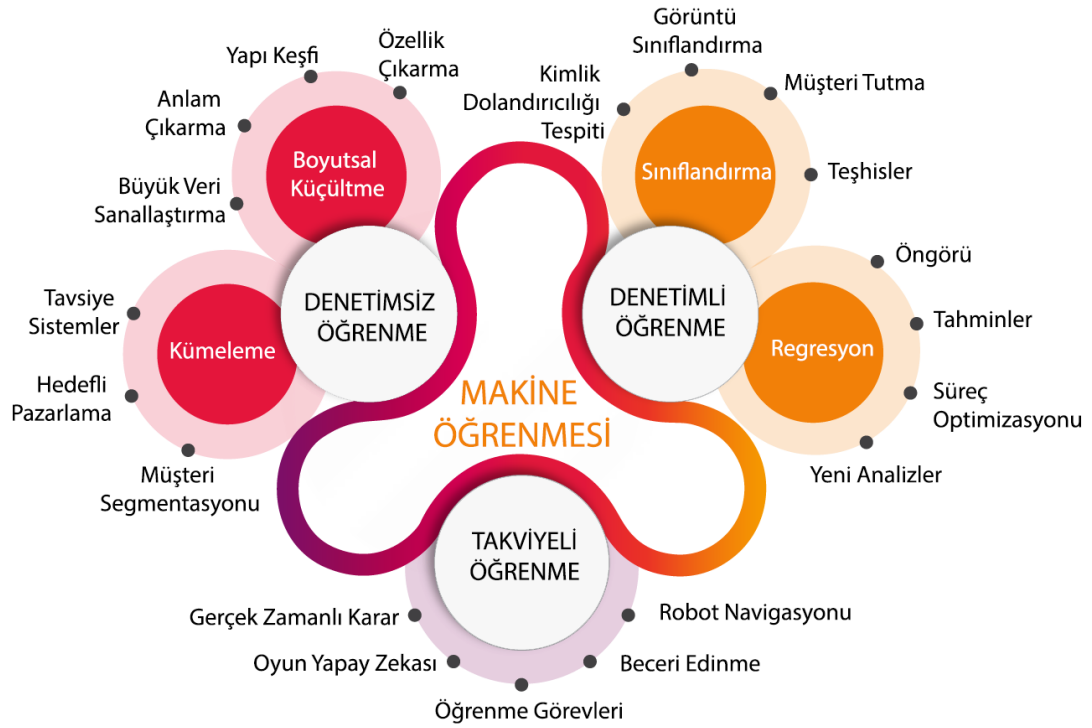 Özellik
Çıkarma
Yapı Keşfi
Anlam
Çıkarma
Büyük Veri
Sanallaştırma
Boyutsal
Küçültme
Tavsiye
Sistemler
Hedefli
Pazarlama
Müşteri
Segmentasyonu
Kümeleme
DENETİMSİZ
ÖĞRENME
Görüntü
Sınıflandırma
Kimlik
Dolandırıcılığı
Tespiti
Müşteri Tutma
Teşhisler
Sınıflandırma
DENETİMLİ
ÖĞRENME
Öngörü
Tahminler
Süreç
Optimizasyonu
Yeni Analizler
Regresyon
MAKİNE
ÖĞRENMESİ
TAKVİYELİ
ÖĞRENME
Gerçek Zamanlı Karar
Oyun Yapay Zekası
Öğrenme Görevleri
Beceri Edinme
Robot Navigasyonu